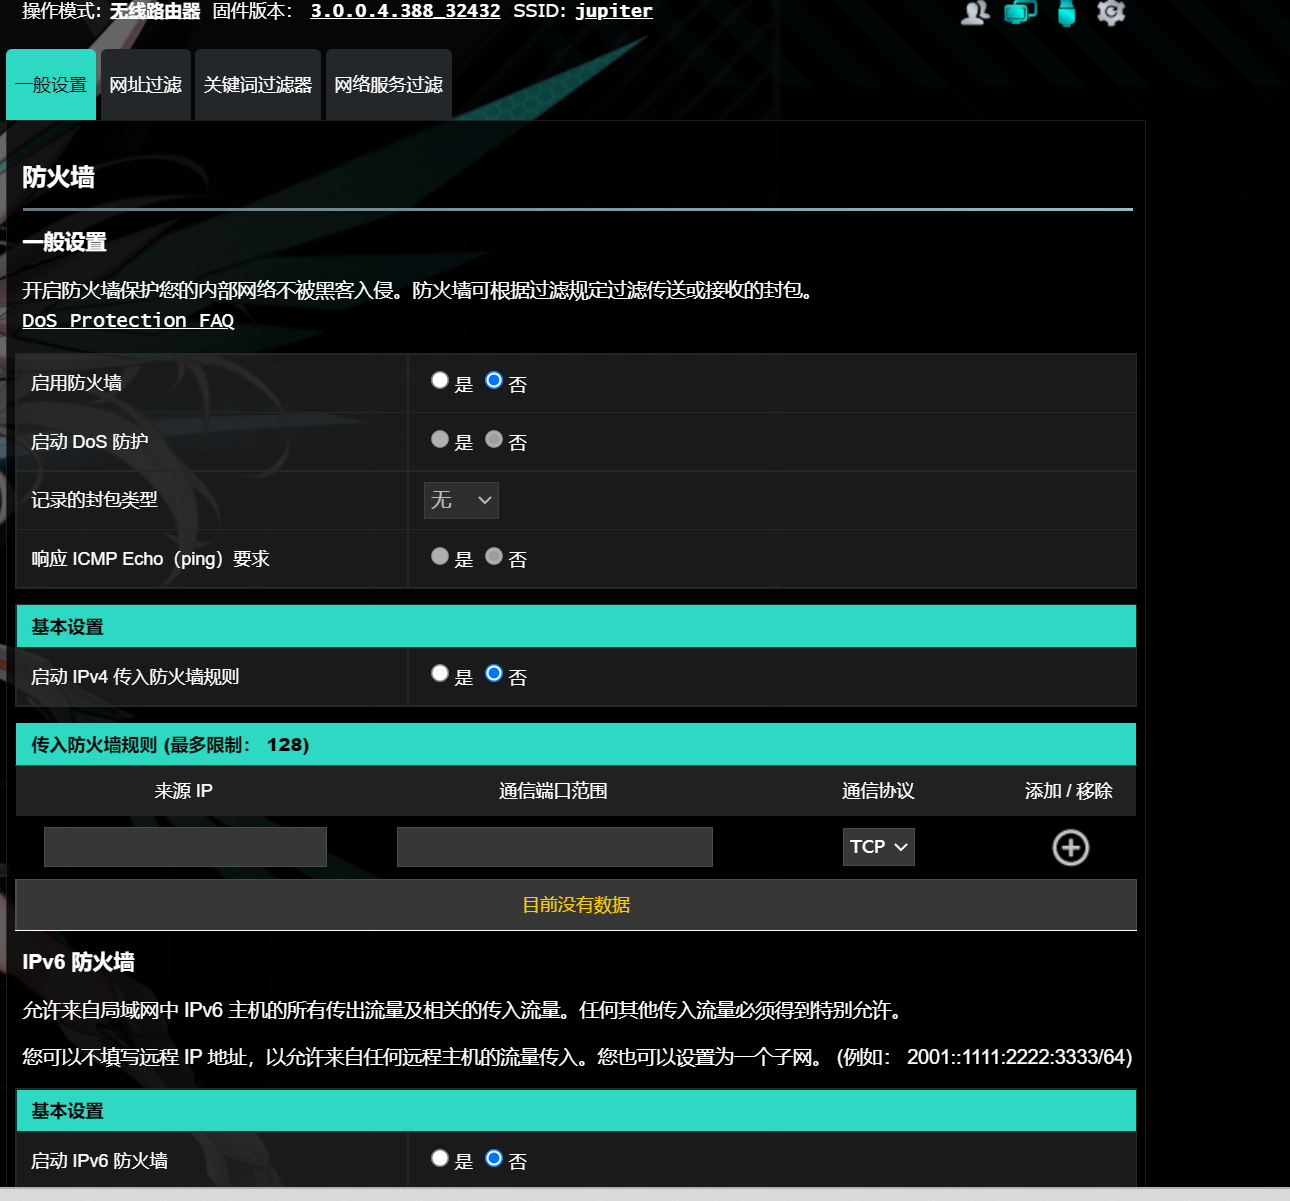 操作模式: 无线路由器 固件版本: 3.0.0.4.388_32432 SSID: jupiter
一般设置 网址过滤 关键词过滤器 网络服务过滤
防火墙
一般设置
开启防火墙保护您的内部网络不被黑客入侵。防火墙可根据过滤规定过滤传送或接收的封包。
DoS Protection FAQ
启用防火墙 是 否
启动 DoS 防护 是 否
记录的封包类型 无
响应 ICMP Echo（ping）要求 是 否
基本设置
启动 IPv4 传入防火墙规则 是 否
传入防火墙规则 (最多限制： 128)
来源 IP 通信端口范围 通信协议 添加 / 移除
TCP
目前没有数据
IPv6 防火墙
允许来自局域网中 IPv6 主机的所有传出流量及相关的传入流量。任何其他传入流量必须得到特别允许。
您可以不填写远程 IP 地址，以允许来自任何远程主机的流量传入。您也可以设置为一个子网。 (例如： 2001::1111:2222:3333/64)
基本设置
启动 IPv6 防火墙 是 否